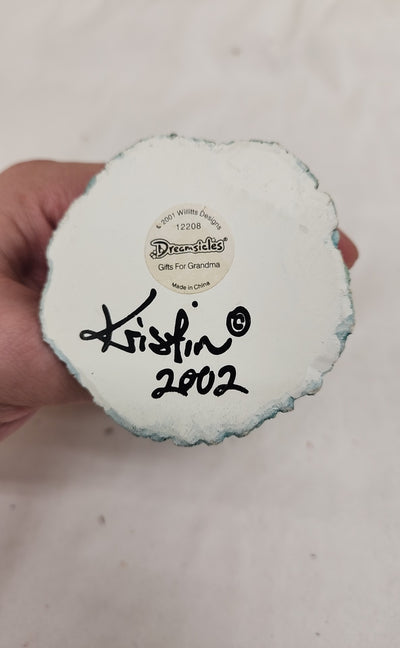 © 2001 Willitts Designs
12208
Dreamsicles®
Gifts For Grandma
Made in China
Kristin ©
2002